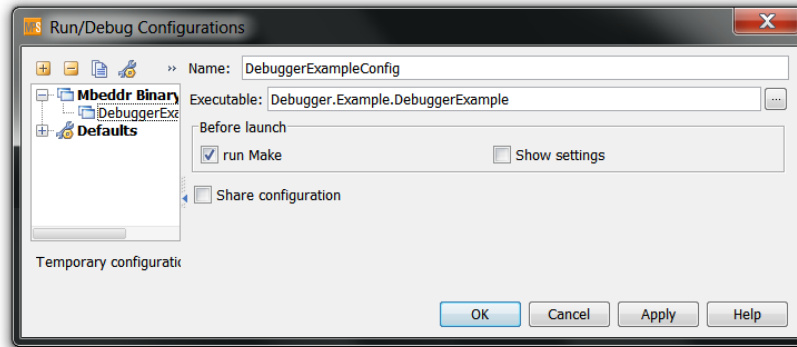 MPS Run/Debug Configurations
» Name: DebuggerExampleConfig
Mbeddr Binary
Executable: Debugger.Example.DebuggerExample ...
DebuggerExa
Defaults
Before launch
run Make Show settings
Share configuration
Temporary configuratio
OK Cancel Apply Help